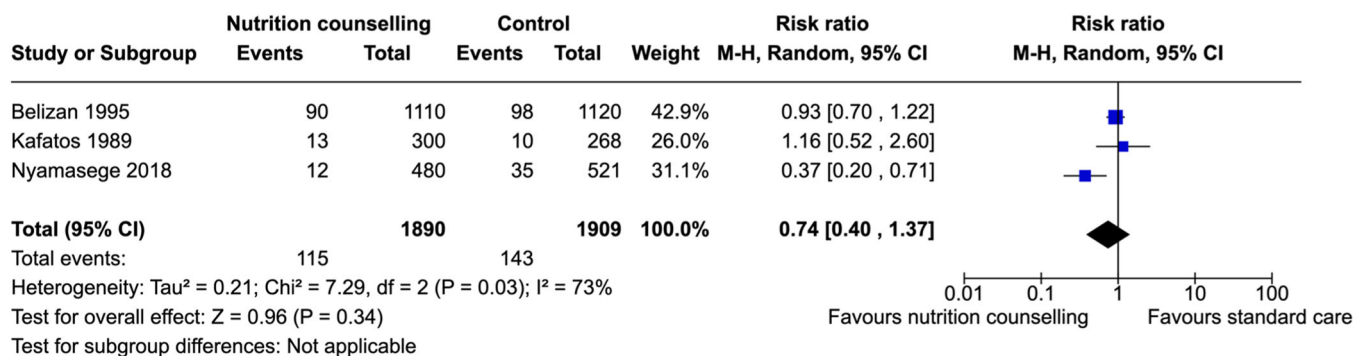 Nutrition counselling Control Risk ratio Risk ratio
Study or Subgroup Events Total Events Total Weight M-H, Random, 95% CI M-H, Random, 95% CI
Belizan 1995 90 1110 98 1120 42.9% 0.93 [0.70 , 1.22]
Kafatos 1989 13 300 10 268 26.0% 1.16 [0.52 , 2.60]
Nyamasege 2018 12 480 35 521 31.1% 0.37 [0.20 , 0.71]
Total (95% CI) 1890 1909 100.0% 0.74 [0.40 , 1.37]
Total events: 115 143
Heterogeneity: Tau² = 0.21; Chi² = 7.29, df = 2 (P = 0.03); I² = 73%
0.01 0.1 1 10 100
Test for overall effect: Z = 0.96 (P = 0.34) Favours nutrition counselling Favours standard care
Test for subgroup differences: Not applicable